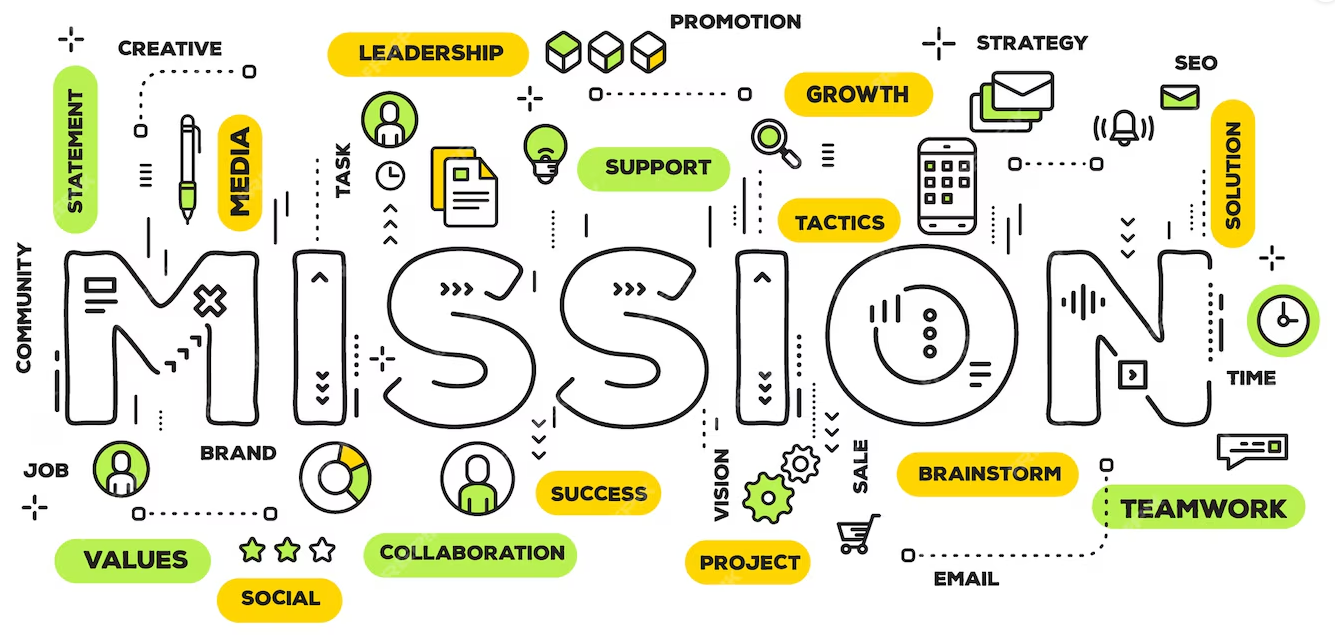 PROMOTION
CREATIVE
LEADERSHIP
STRATEGY
SEO
GROWTH
STATEMENT
MEDIA
TASK
SUPPORT
TACTICS
SOLUTION
COMMUNITY
MISSION
TIME
BRAND
JOB
SUCCESS
VISION
SALE
BRAINSTORM
TEAMWORK
VALUES
COLLABORATION
PROJECT
SOCIAL
EMAIL